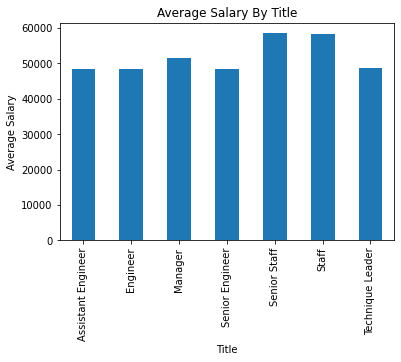 Average Salary By Title
60000
50000
40000
30000
20000
10000
0
Average Salary
Assistant Engineer
Engineer
Manager
Senior Engineer
Senior Staff
Staff
Technique Leader
Title